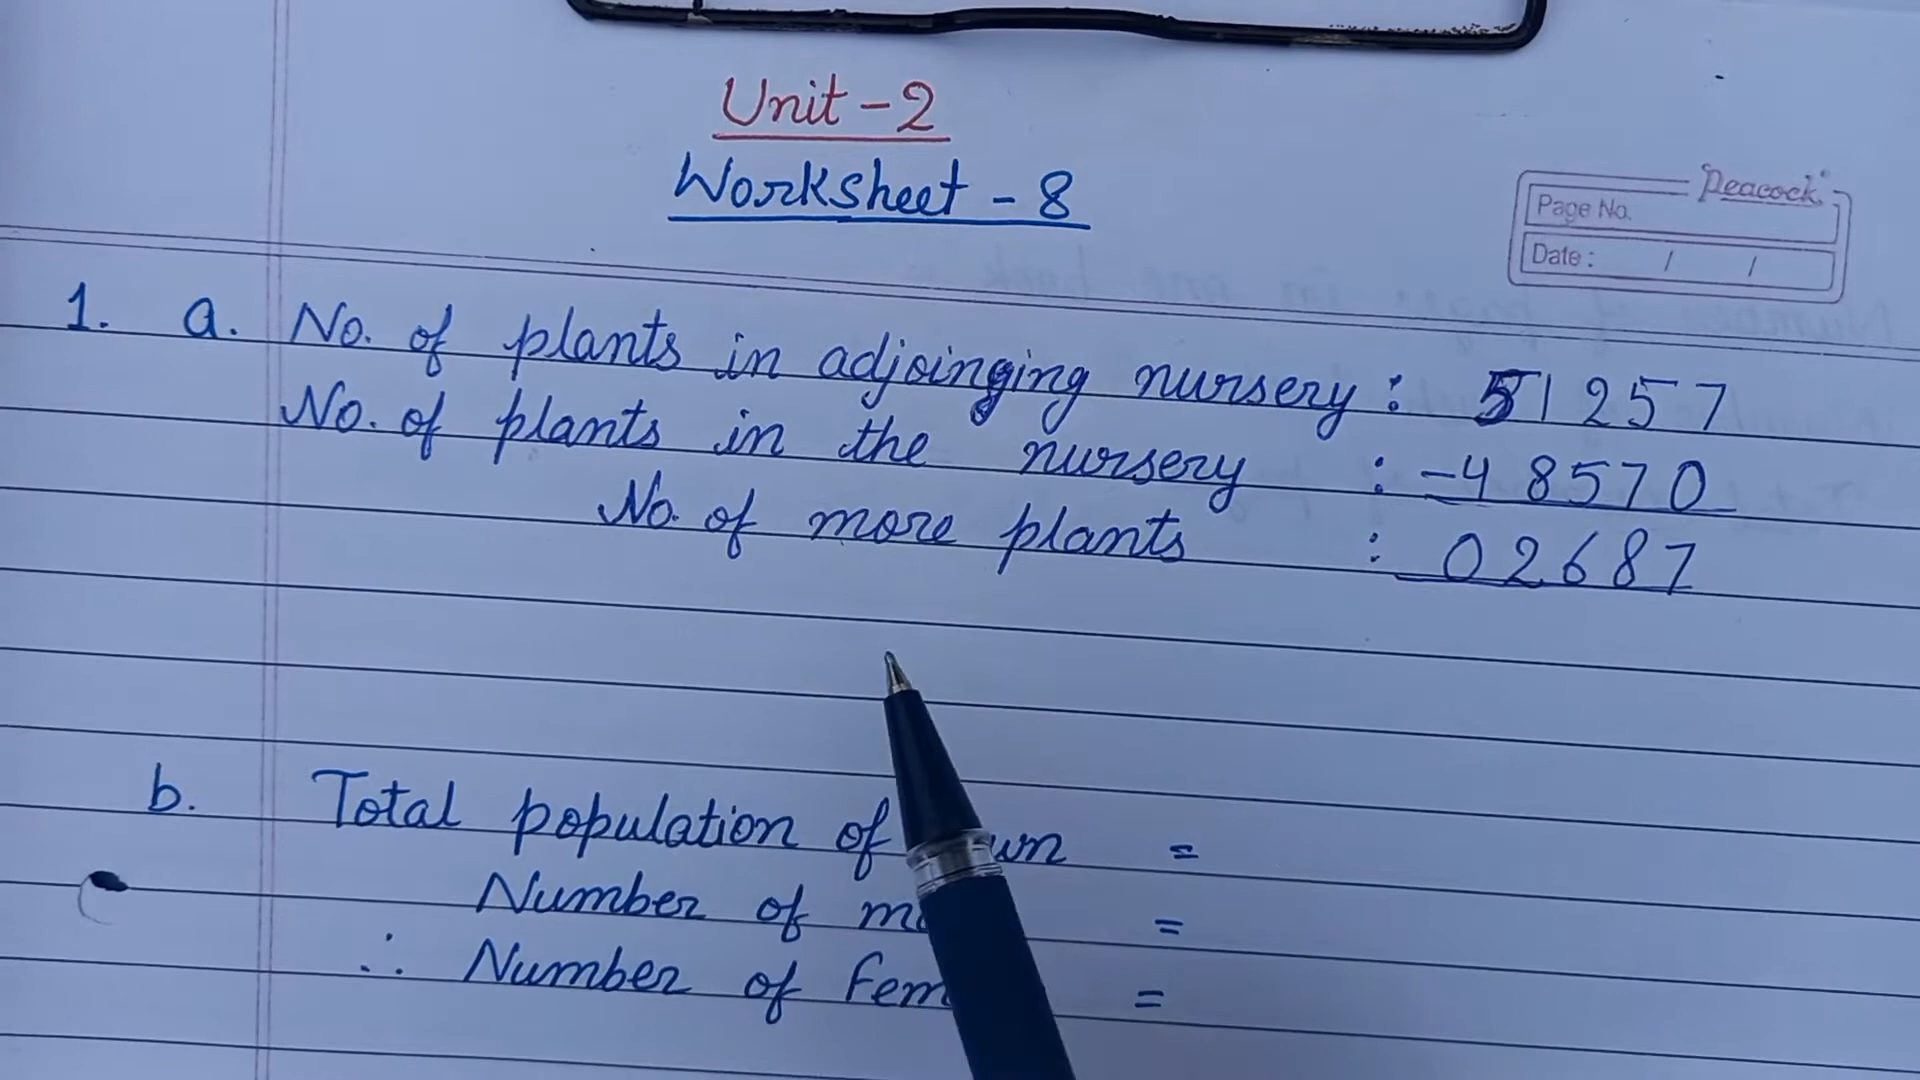 Unit - 2
Worksheet - 8
Peacock
Page No.
Date : / /
1. a. No. of plants in adjoinging nursery : 51257
No. of plants in the nursery : -48570
No. of more plants : 02687
b. Total population of =
Number of =
∴ Number of =